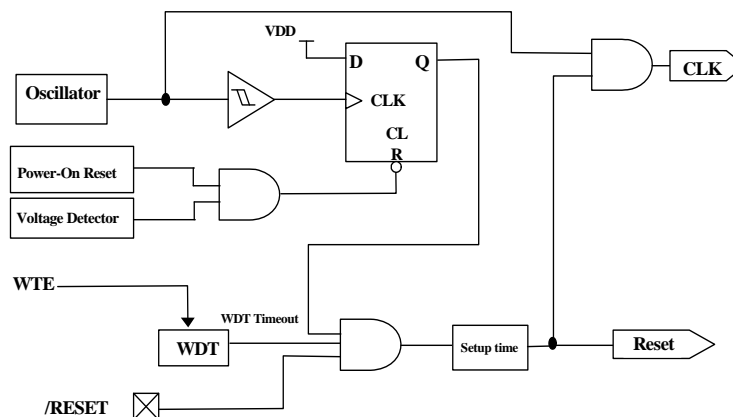 VDD
D
Q
CLK
Oscillator
CLK
CL
R
Power-On Reset
Voltage Detector
WTE
WDT Timeout
WDT
Setup time
Reset
/RESET